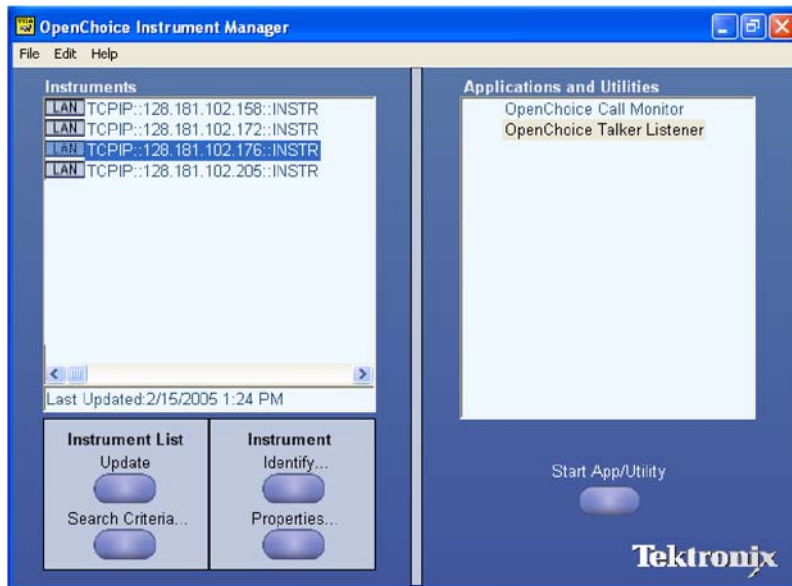 OpenChoice Instrument Manager
File Edit Help
Instruments
LAN TCPIP::128.181.102.158::INSTR
LAN TCPIP::128.181.102.172::INSTR
LAN TCPIP::128.181.102.176::INSTR
LAN TCPIP::128.181.102.205::INSTR
Last Updated:2/15/2005 1:24 PM
Instrument List
Update
Search Criteria...
Instrument
Identify...
Properties...
Applications and Utilities
OpenChoice Call Monitor
OpenChoice Talker Listener
Start App/Utility
Tektronix